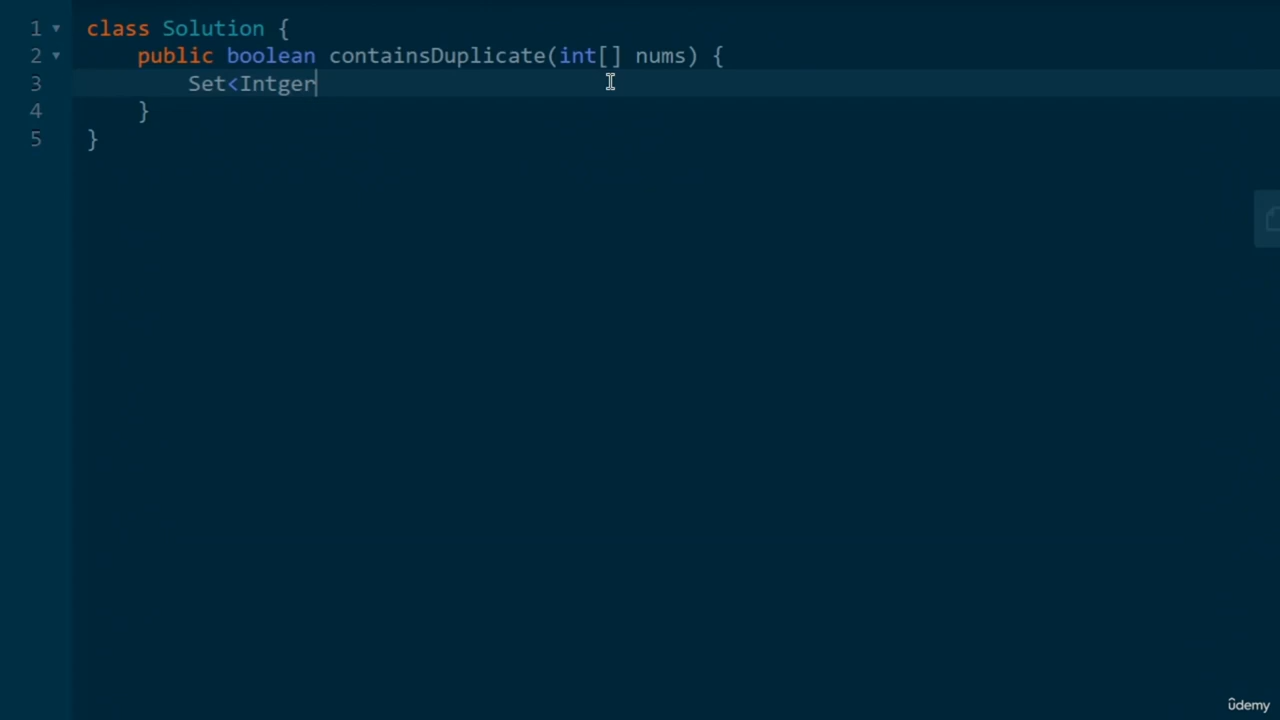 1 class Solution {
2     public boolean containsDuplicate(int[] nums) {
3         Set<Intger
4     }
5 }
ûdemy